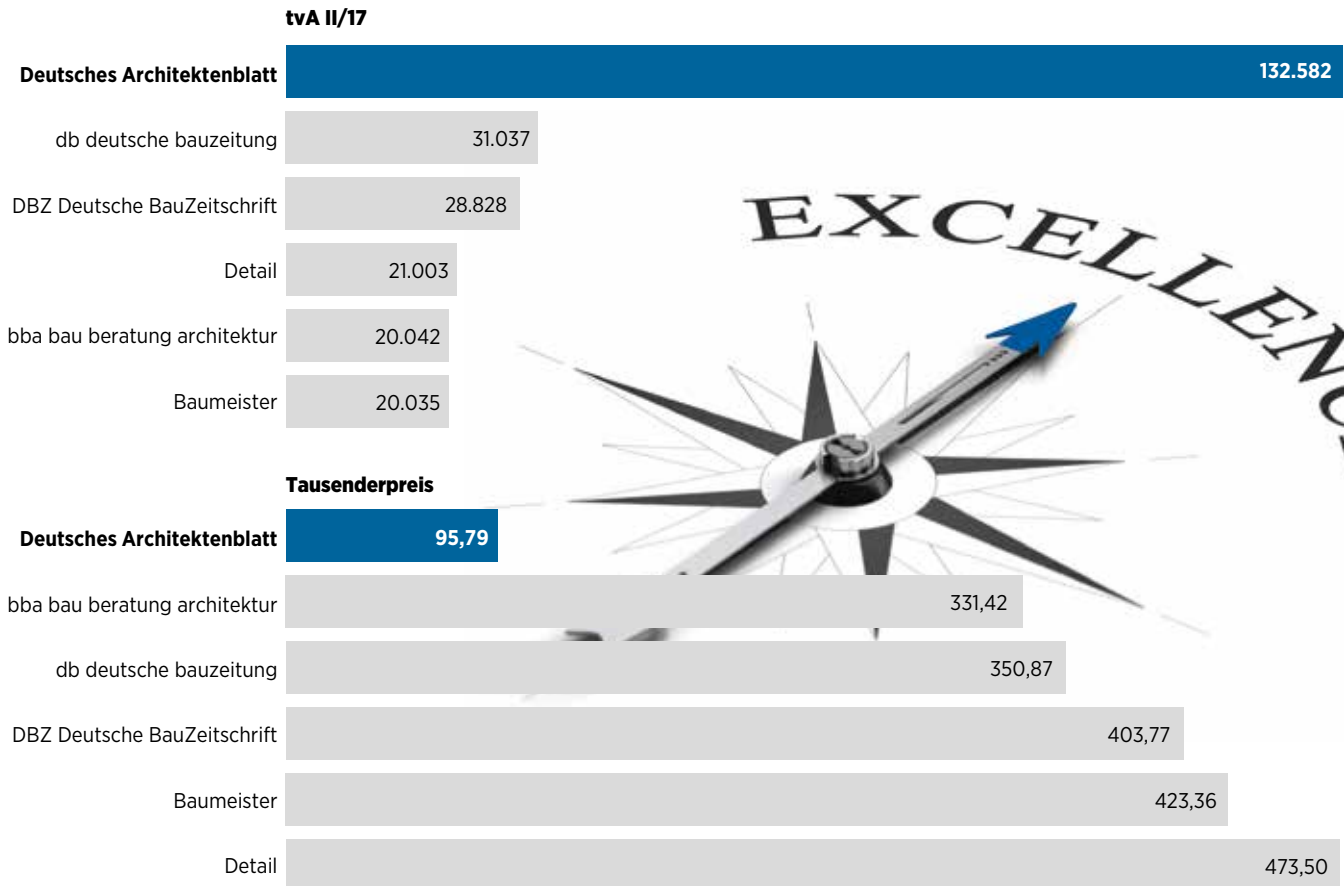 tvA II/17
Deutsches Architektenblatt 132.582
db deutsche bauzeitung 31.037
DBZ Deutsche BauZeitschrift 28.828
EXCELLENC
Detail 21.003
bba bau beratung architektur 20.042
Baumeister 20.035
Tausenderpreis
Deutsches Architektenblatt 95,79
bba bau beratung architektur 331,42
db deutsche bauzeitung 350,87
DBZ Deutsche BauZeitschrift 403,77
Baumeister 423,36
Detail 473,50